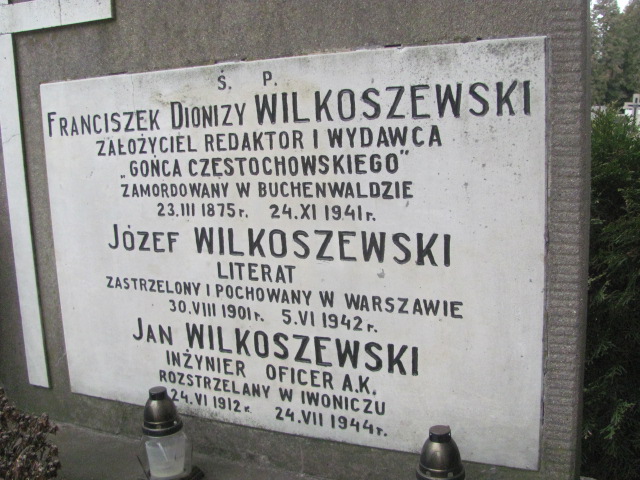 Ś. P.
FRANCISZEK DIONIZY WILKOSZEWSKI
ZAŁOŻYCIEL REDAKTOR I WYDAWCA
„GOŃCA CZĘSTOCHOWSKIEGO”
ZAMORDOWANY W BUCHENWALDZIE
23.III 1875 r. 24.XI 1941 r.
JÓZEF WILKOSZEWSKI
LITERAT
ZASTRZELONY I POCHOWANY W WARSZAWIE
30.VIII 1901 r. 5.VI 1942 r.
JAN WILKOSZEWSKI
INŻYNIER OFICER A.K.
ROZSTRZELANY W IWONICZU
24.VI 1912 r. 24.VII 1944 r.